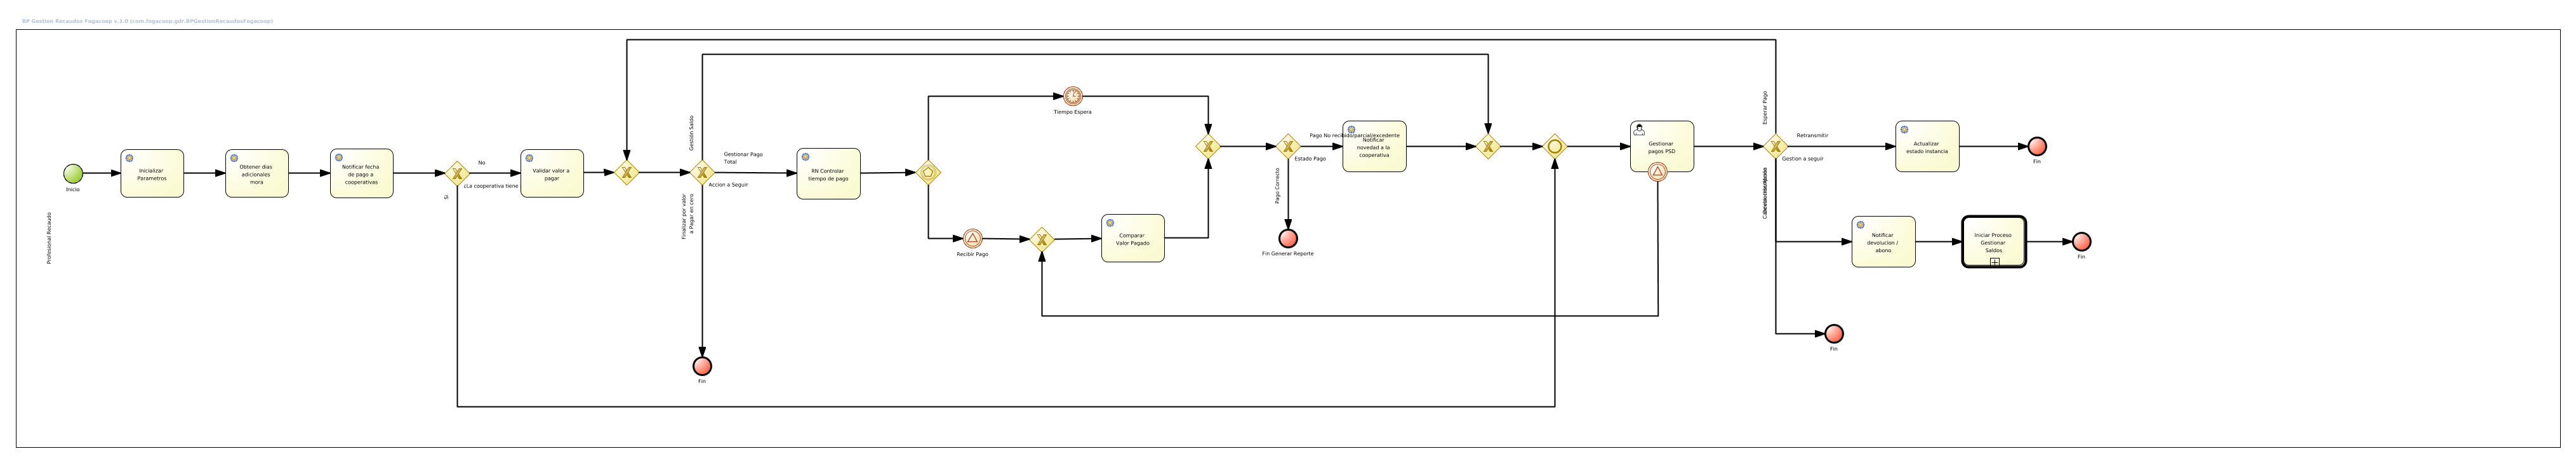 BP Gestion Recaudos Fogacoop v.1.0 (com.fogacoop.gdr.BPGestionRecaudosFogacoop)
Profesional Recaudo
Inicio
Inicializar
Parametros
Obtener dias
adicionales
mora
Notificar fecha
de pago a
cooperativas
No
¿La cooperativa tiene
Si
Validar valor a
pagar
Gestión Saldo
Gestionar Pago
Total
Accion a Seguir
Finalizar por valor
a Pagar en cero
Fin
RN Controlar
tiempo de pago
Tiempo Espera
Recibir Pago
Comparar
Valor Pagado
Estado Pago
Pago Correcto
Fin Generar Reporte
Pago No recibido/parcial/excedente
Notificar
novedad a la
cooperativa
Gestionar
pagos PSD
Esperar Pago
Retransmitir
Gestion a seguir
Actualizar
estado instancia
Fin
Notificar
devolucion /
abono
Iniciar Proceso
Gestionar
Saldos
Fin
Fin